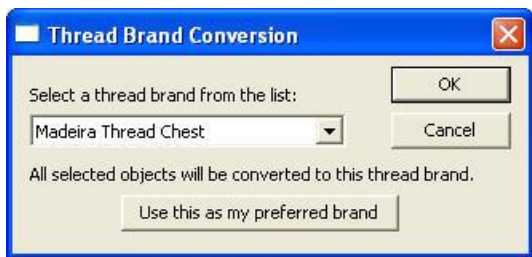 Thread Brand Conversion
Select a thread brand from the list:
OK
Madeira Thread Chest
Cancel
All selected objects will be converted to this thread brand.
Use this as my preferred brand